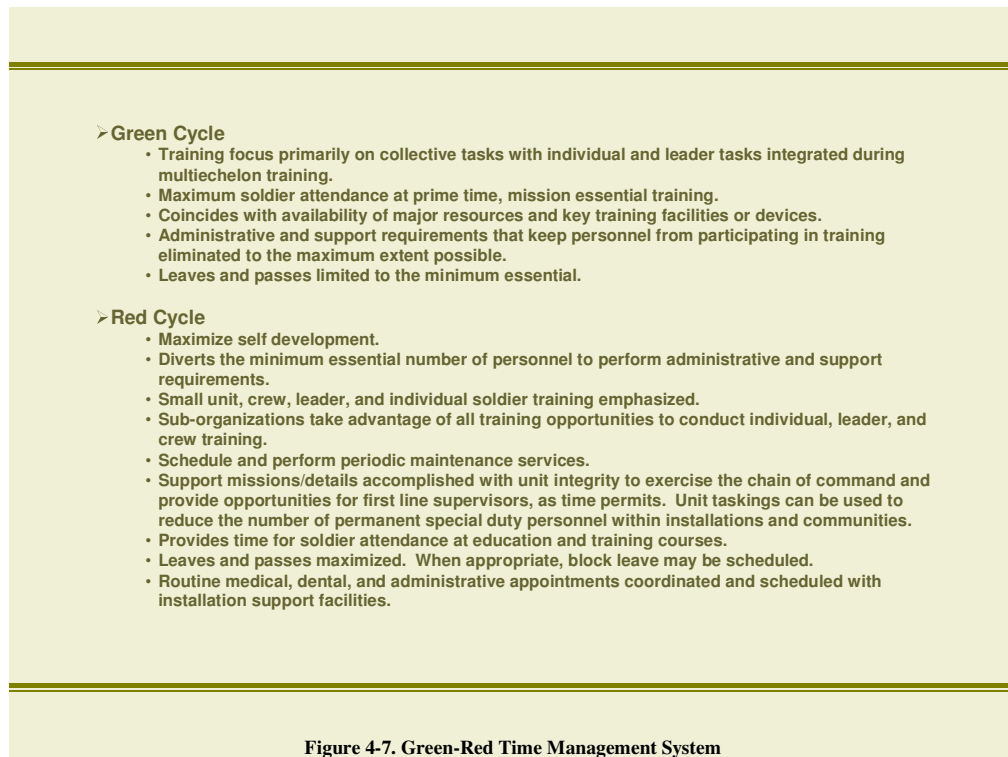 ➢Green Cycle
• Training focus primarily on collective tasks with individual and leader tasks integrated during
multiechelon training.
• Maximum soldier attendance at prime time, mission essential training.
• Coincides with availability of major resources and key training facilities or devices.
• Administrative and support requirements that keep personnel from participating in training
eliminated to the maximum extent possible.
• Leaves and passes limited to the minimum essential.
➢Red Cycle
• Maximize self development.
• Diverts the minimum essential number of personnel to perform administrative and support
requirements.
• Small unit, crew, leader, and individual soldier training emphasized.
• Sub-organizations take advantage of all training opportunities to conduct individual, leader, and
crew training.
• Schedule and perform periodic maintenance services.
• Support missions/details accomplished with unit integrity to exercise the chain of command and
provide opportunities for first line supervisors, as time permits.  Unit taskings can be used to
reduce the number of permanent special duty personnel within installations and communities.
• Provides time for soldier attendance at education and training courses.
• Leaves and passes maximized.  When appropriate, block leave may be scheduled.
• Routine medical, dental, and administrative appointments coordinated and scheduled with
installation support facilities.
Figure 4-7. Green-Red Time Management System